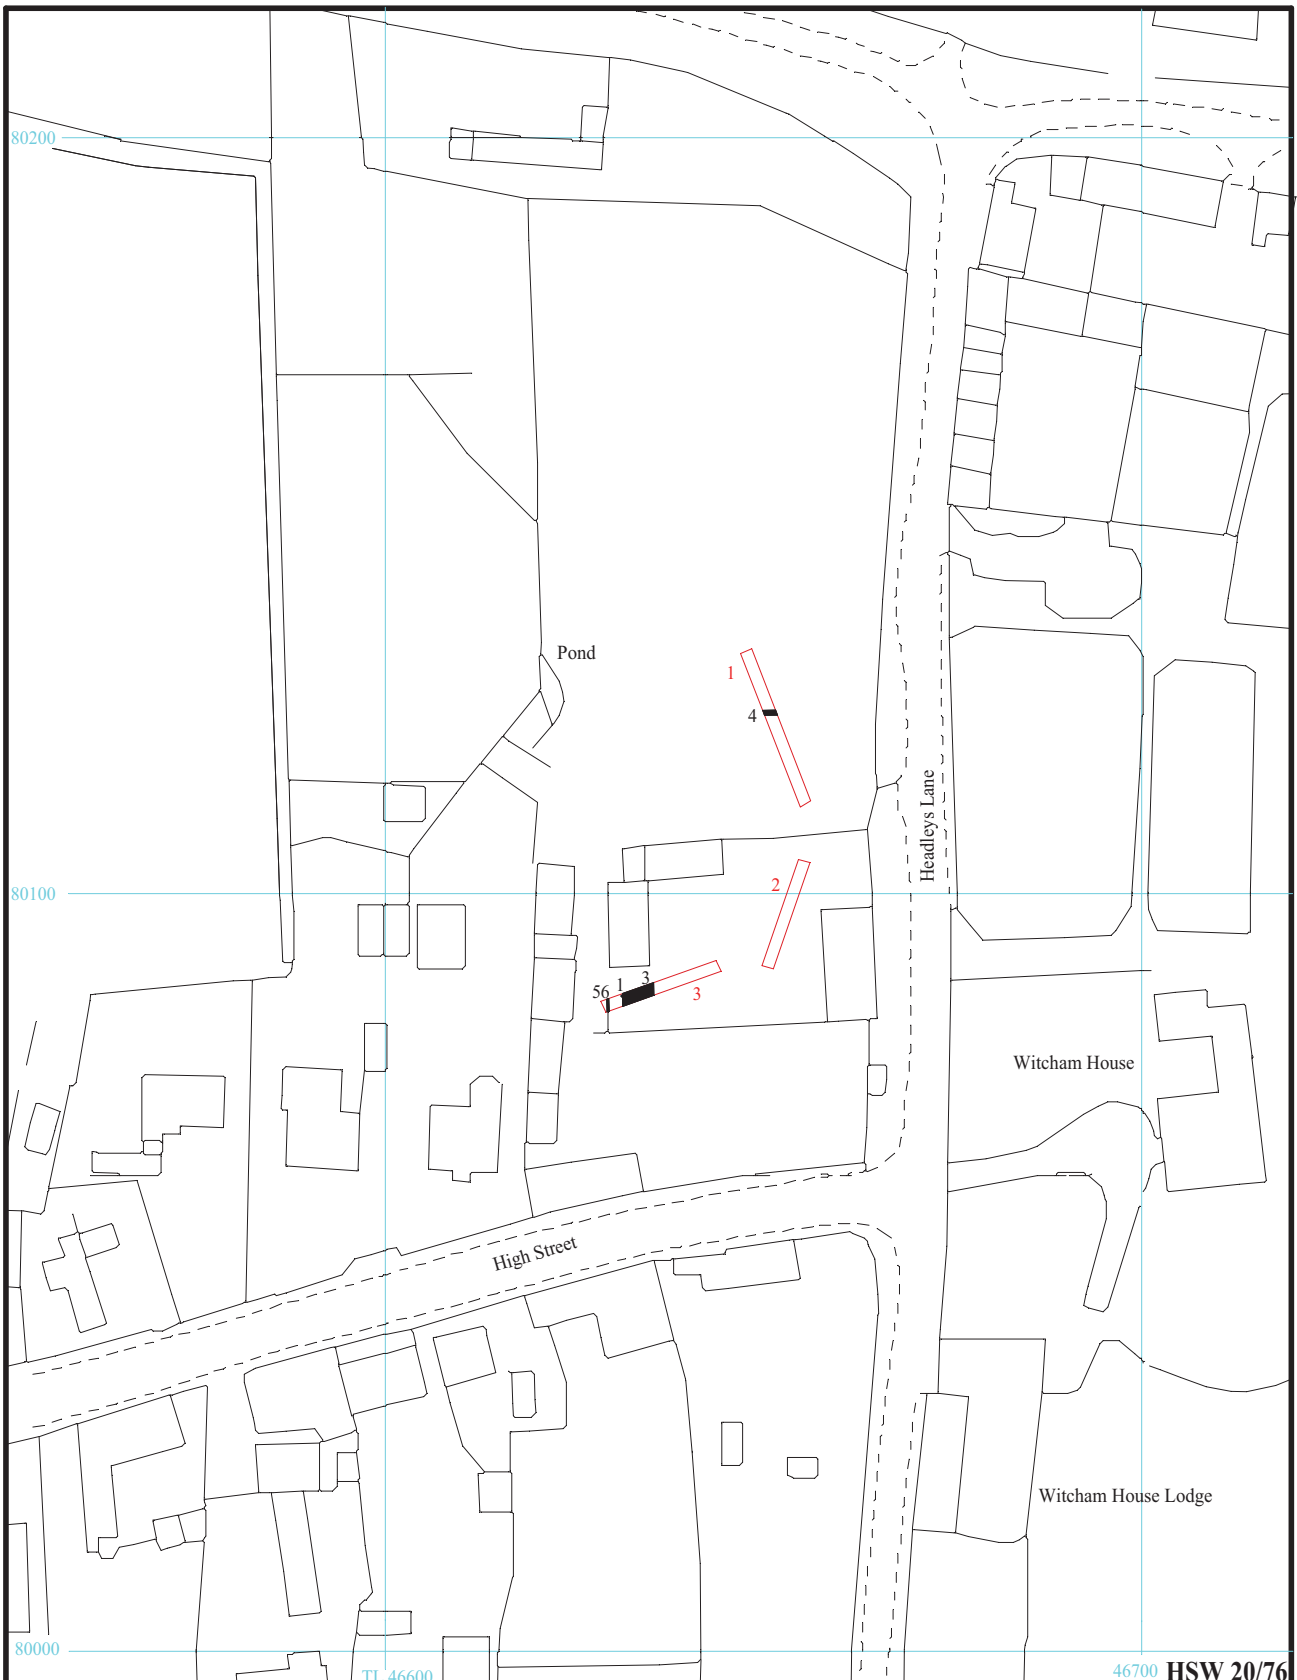 80200
Pond
1
4
Headleys Lane
80100
2
56 1 3
3
Witcham House
High Street
Witcham House Lodge
80000
TL 46600
46700
HSW 20/76